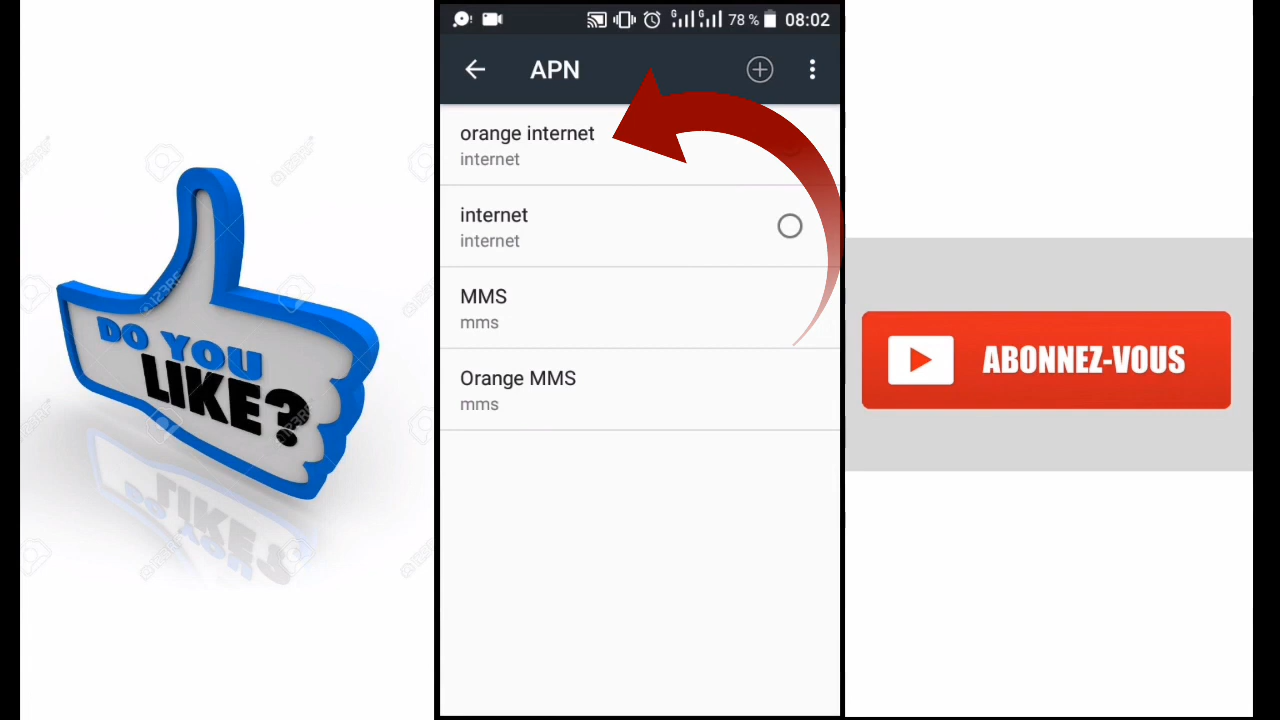 DO YOU
LIKE?
78 % 08:02
APN
orange internet
internet
internet
internet
MMS
mms
Orange MMS
mms
ABONNEZ-VOUS
123RF